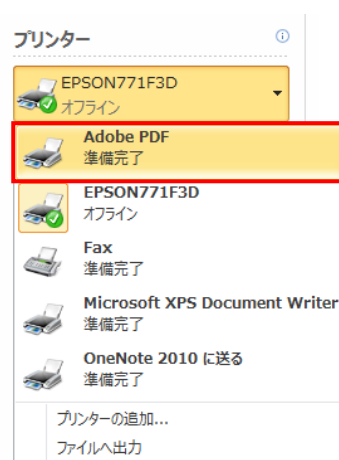 プリンター
EPSON771F3D
オフライン
Adobe PDF
準備完了
EPSON771F3D
オフライン
Fax
準備完了
Microsoft XPS Document Writer
準備完了
OneNote 2010 に送る
準備完了
プリンターの追加...
ファイルへ出力